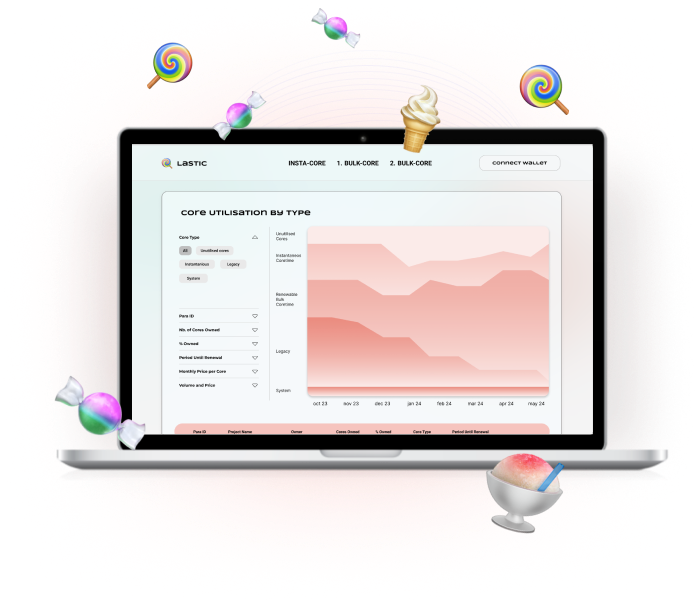 LASTIC
INSTA-CORE 1. BULK-CORE 2. BULK-CORE
connect wallet
core utilisation by type
Core Type
All Unutilised cores
Instantanious Legacy
System
Para ID
Nb. of Cores Owned
% Owned
Period Until Renewal
Monthly Price per Core
Volume and Price
Unutilised
Cores
Instantaneous
Coretime
Renewable
Bulk
Coretime
Legacy
System
oct 23 nov 23 dec 23 jan 24 feb 24 mar 24 apr 24 may 24
Para ID Project Name Owner Cores Owned % Owned Core Type Period Until Renewal